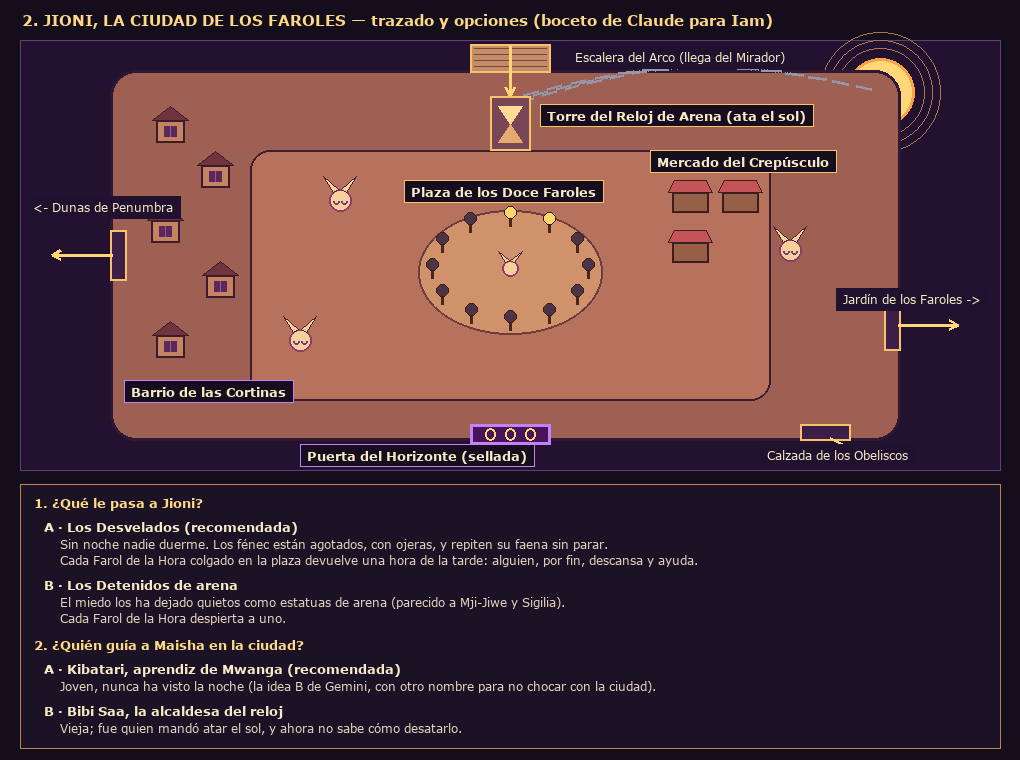 2. JIONI, LA CIUDAD DE LOS FAROLES — trazado y opciones (boceto de Claude para Iam)
Escalera del Arco (llega del Mirador)
Torre del Reloj de Arena (ata el sol)
Mercado del Crepúsculo
Plaza de los Doce Faroles
<- Dunas de Penumbra
Jardín de los Faroles ->
Barrio de las Cortinas
Puerta del Horizonte (sellada)
Calzada de los Obeliscos
1. ¿Qué le pasa a Jioni?
A · Los Desvelados (recomendada)
Sin noche nadie duerme. Los fénec están agotados, con ojeras, y repiten su faena sin parar.
Cada Farol de la Hora colgado en la plaza devuelve una hora de la tarde: alguien, por fin, descansa y ayuda.
B · Los Detenidos de arena
El miedo los ha dejado quietos como estatuas de arena (parecido a Mji-Jiwe y Sigilia).
Cada Farol de la Hora despierta a uno.
2. ¿Quién guía a Maisha en la ciudad?
A · Kibatari, aprendiz de Mwanga (recomendada)
Joven, nunca ha visto la noche (la idea B de Gemini, con otro nombre para no chocar con la ciudad).
B · Bibi Saa, la alcaldesa del reloj
Vieja; fue quien mandó atar el sol, y ahora no sabe cómo desatarlo.